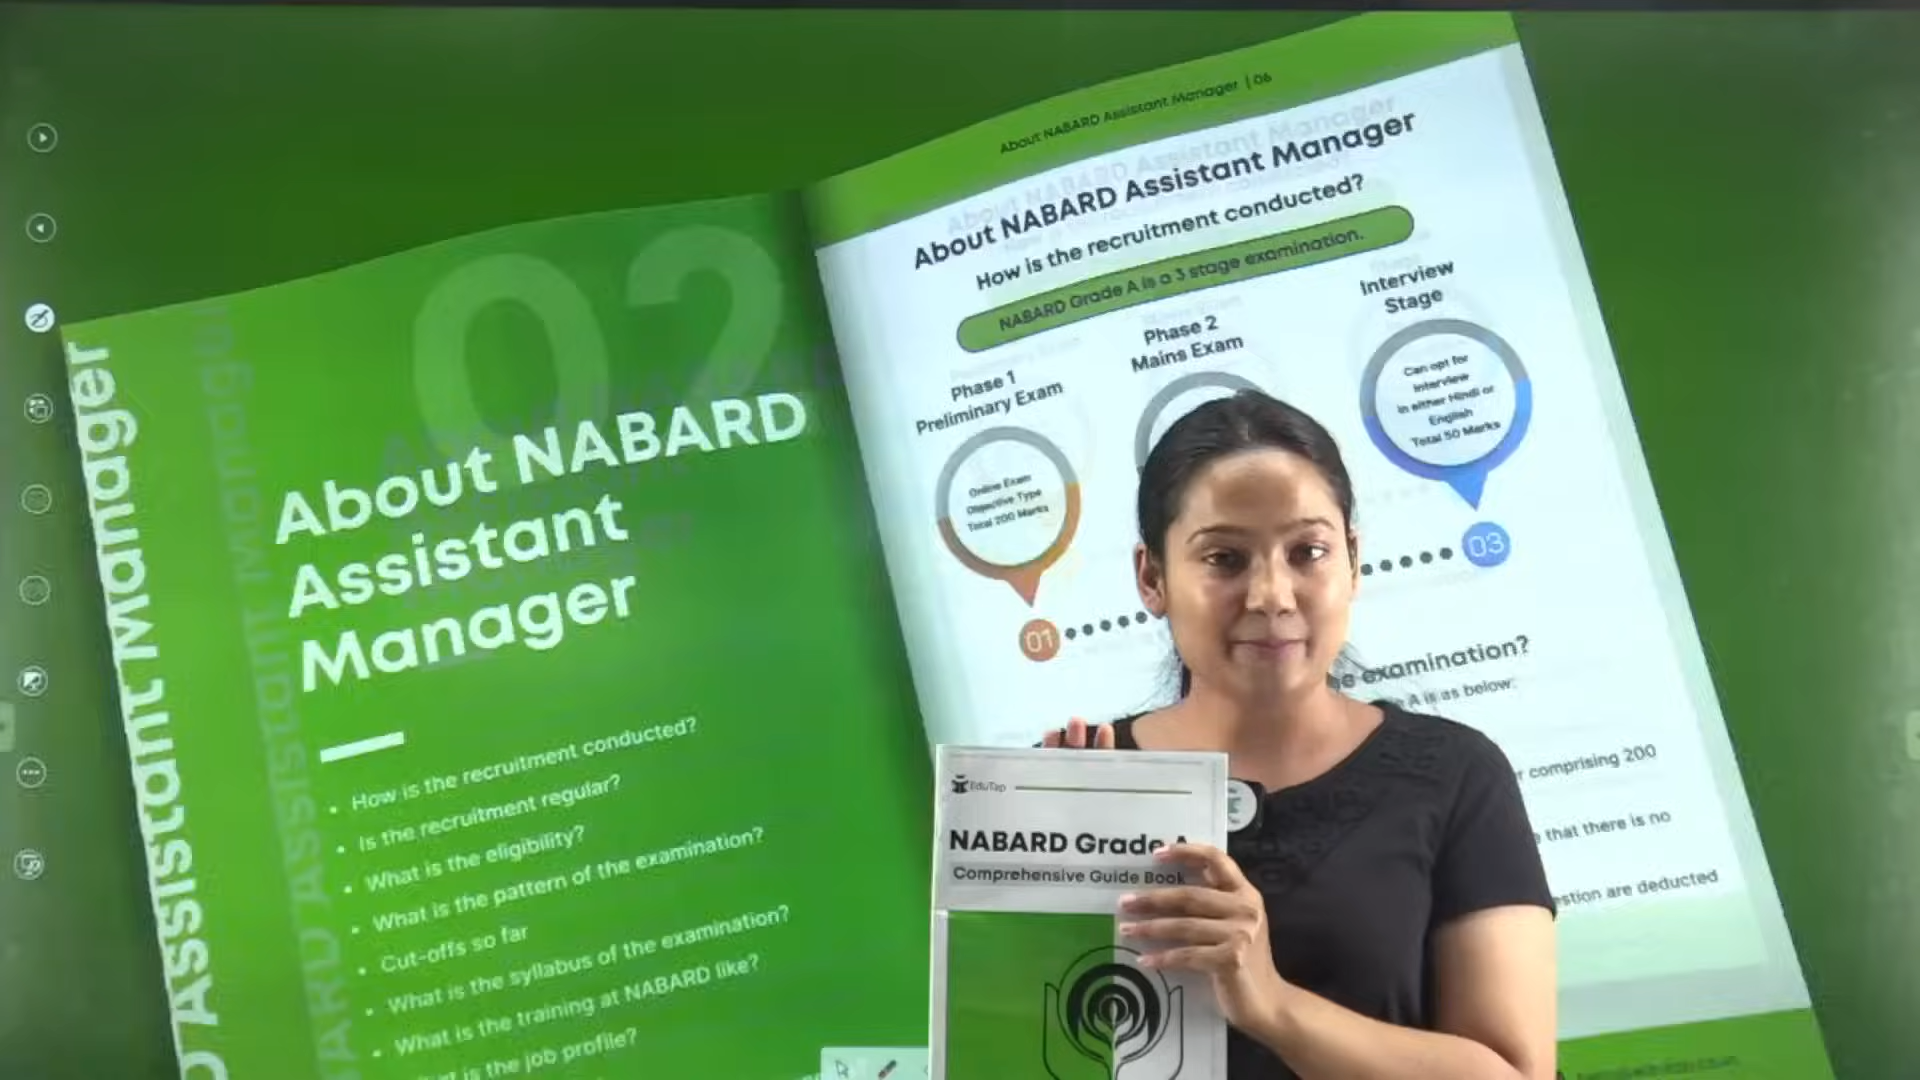 Assistant Manager
02
About NABARD
Assistant
Manager
• How is the recruitment conducted?
• Is the recruitment regular?
• What is the eligibility?
• What is the pattern of the examination?
• Cut-offs so far
• What is the syllabus of the examination?
• What is the training at NABARD like?
is the job profile?
About NABARD Assistant Manager | 06
About NABARD Assistant Manager
How is the recruitment conducted?
NABARD Grade A is a 3 stage examination.
Phase 1
Preliminary Exam
Online Exam
Objective Type
Total 200 Marks
01
Phase 2
Mains Exam
Interview
Stage
Can opt for
interview
in either Hindi or
English
Total 50 Marks
03
examination?
A is as below:
comprising 200
that there is no
are deducted
EduTap
NABARD Grade A
Comprehensive Guide Book